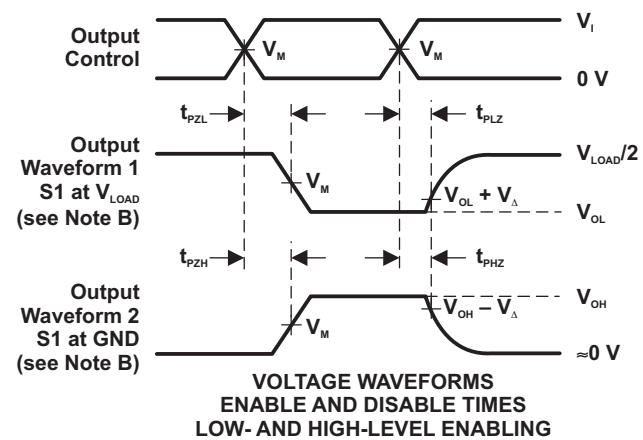 Output
Control
V_M
V_M
V_I
0 V
t_PZL
t_PLZ
Output
Waveform 1
S1 at V_LOAD
(see Note B)
V_M
V_OL + V_Δ
V_LOAD/2
V_OL
t_PZH
t_PHZ
Output
Waveform 2
S1 at GND
(see Note B)
V_M
V_OH – V_Δ
V_OH
≈0 V
VOLTAGE WAVEFORMS
ENABLE AND DISABLE TIMES
LOW- AND HIGH-LEVEL ENABLING